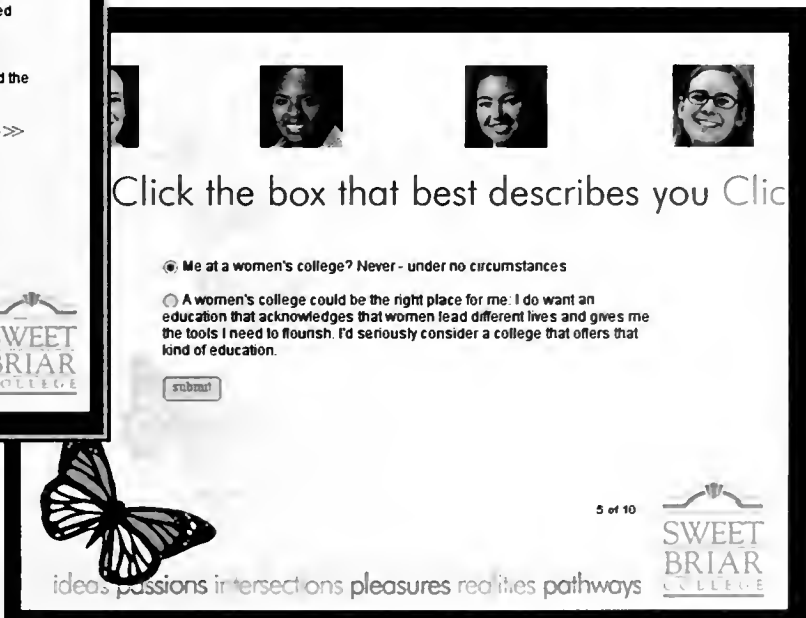 ed
d the
>>
SWEET
BRIAR
COLLEGE
Click the box that best describes you Clic
Me at a women's college? Never - under no circumstances
A women's college could be the right place for me: I do want an
education that acknowledges that women lead different lives and gives me
the tools I need to flourish. I'd seriously consider a college that offers that
kind of education.
submit
5 of 10
SWEET
BRIAR
COLLEGE
ideas passions intersections pleasures realities pathways